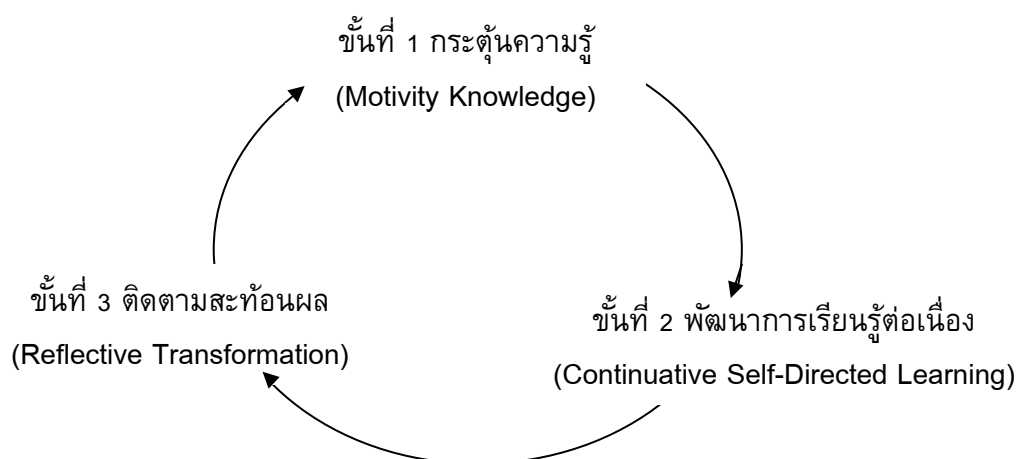 ขั้นที่ 1 กระตุ้นความรู้
(Motivity Knowledge)
ขั้นที่ 2 พัฒนาการเรียนรู้ต่อเนื่อง
(Continuative Self-Directed Learning)
ขั้นที่ 3 ติดตามสะท้อนผล
(Reflective Transformation)